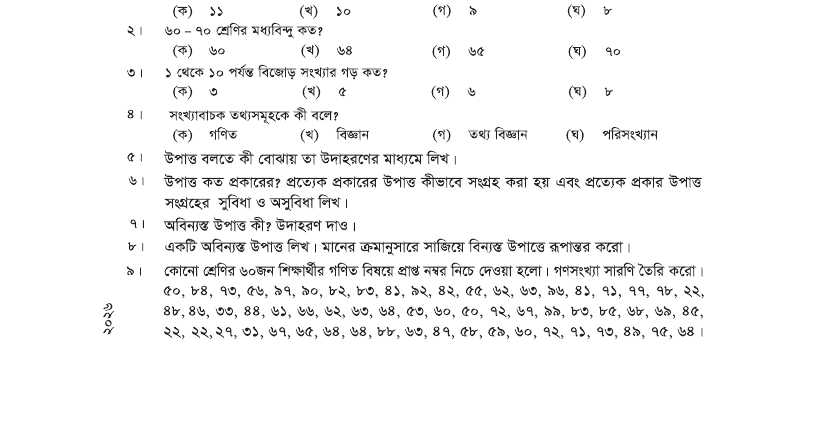 (ক) ১১ (খ) ১০ (গ) ৯ (ঘ) ৮
২। ৬০ – ৭০ শ্রেণির মধ্যবিন্দু কত?
(ক) ৬০ (খ) ৬৪ (গ) ৬৫ (ঘ) ৭০
৩। ১ থেকে ১০ পর্যন্ত বিজোড় সংখ্যার গড় কত?
(ক) ৩ (খ) ৫ (গ) ৬ (ঘ) ৮
৪। সংখ্যাবাচক তথ্যসমূহকে কী বলে?
(ক) গণিত (খ) বিজ্ঞান (গ) তথ্য বিজ্ঞান (ঘ) পরিসংখ্যান
৫। উপাত্ত বলতে কী বোঝায় তা উদাহরণের মাধ্যমে লিখ।
৬। উপাত্ত কত প্রকারের? প্রত্যেক প্রকারের উপাত্ত কীভাবে সংগ্রহ করা হয় এবং প্রত্যেক প্রকার উপাত্ত
সংগ্রহের সুবিধা ও অসুবিধা লিখ।
৭। অবিন্যস্ত উপাত্ত কী? উদাহরণ দাও।
৮। একটি অবিন্যস্ত উপাত্ত লিখ। মানের ক্রমানুসারে সাজিয়ে বিন্যস্ত উপাত্তে রূপান্তর করো।
৯। কোনো শ্রেণির ৬০জন শিক্ষার্থীর গণিত বিষয়ে প্রাপ্ত নম্বর নিচে দেওয়া হলো। গণসংখ্যা সারণি তৈরি করো।
৫০, ৮৪, ৭৩, ৫৬, ৯৭, ৯০, ৮২, ৮৩, ৪১, ৯২, ৪২, ৫৫, ৬২, ৬৩, ৯৬, ৪১, ৭১, ৭৭, ৭৮, ২২,
৪৮, ৪৬, ৩৩, ৪৪, ৬১, ৬৬, ৬২, ৬৩, ৬৪, ৫৩, ৬০, ৫০, ৭২, ৬৭, ৯৯, ৮৩, ৮৫, ৬৮, ৬৯, ৪৫,
২২, ২২, ২৭, ৩১, ৬৭, ৬৫, ৬৪, ৬৪, ৮৮, ৬৩, ৪৭, ৫৮, ৫৯, ৬০, ৭২, ৭১, ৭৩, ৪৯, ৭৫, ৬৪।
২০২৬